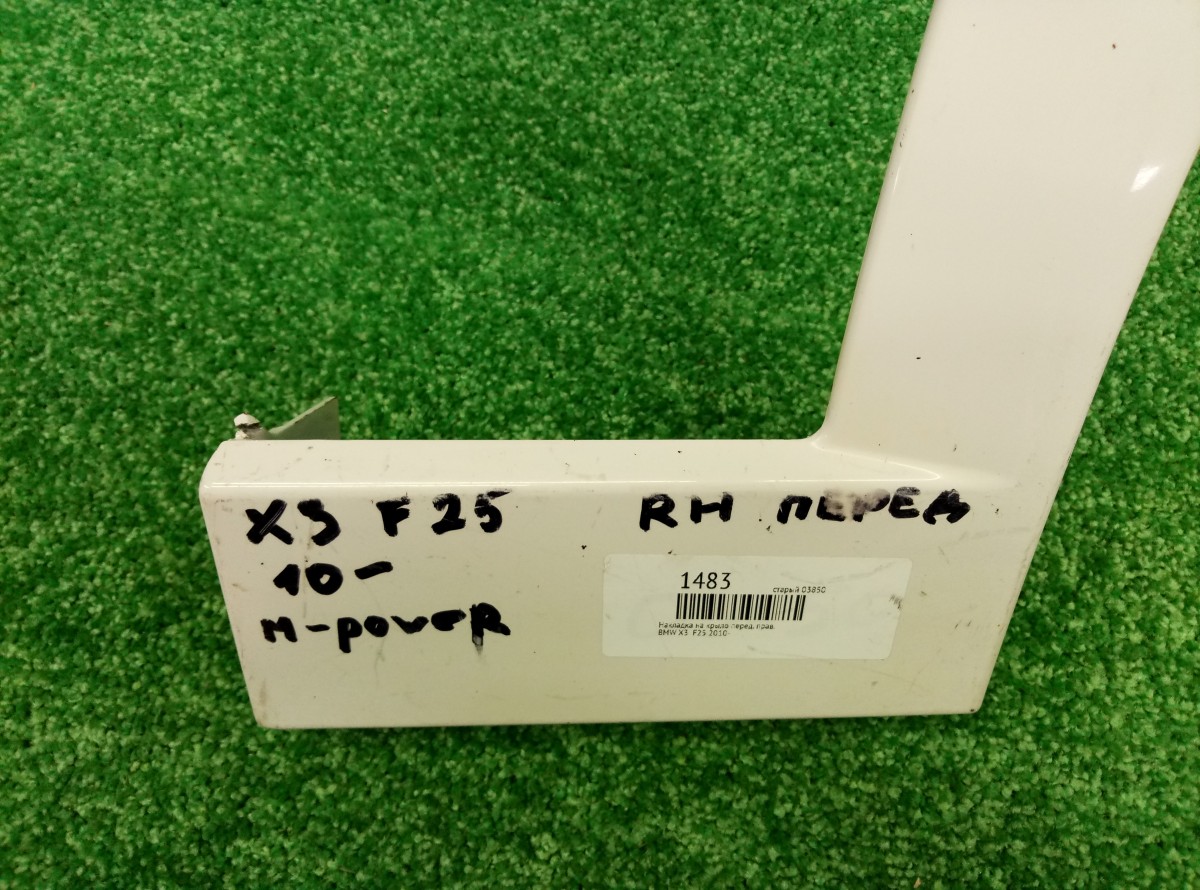 X3 F25 RH ПЕРЕД
10-
M-power
1483
старый 03850
Накладка на крыло перед. прав.
BMW X3 F25 2010-